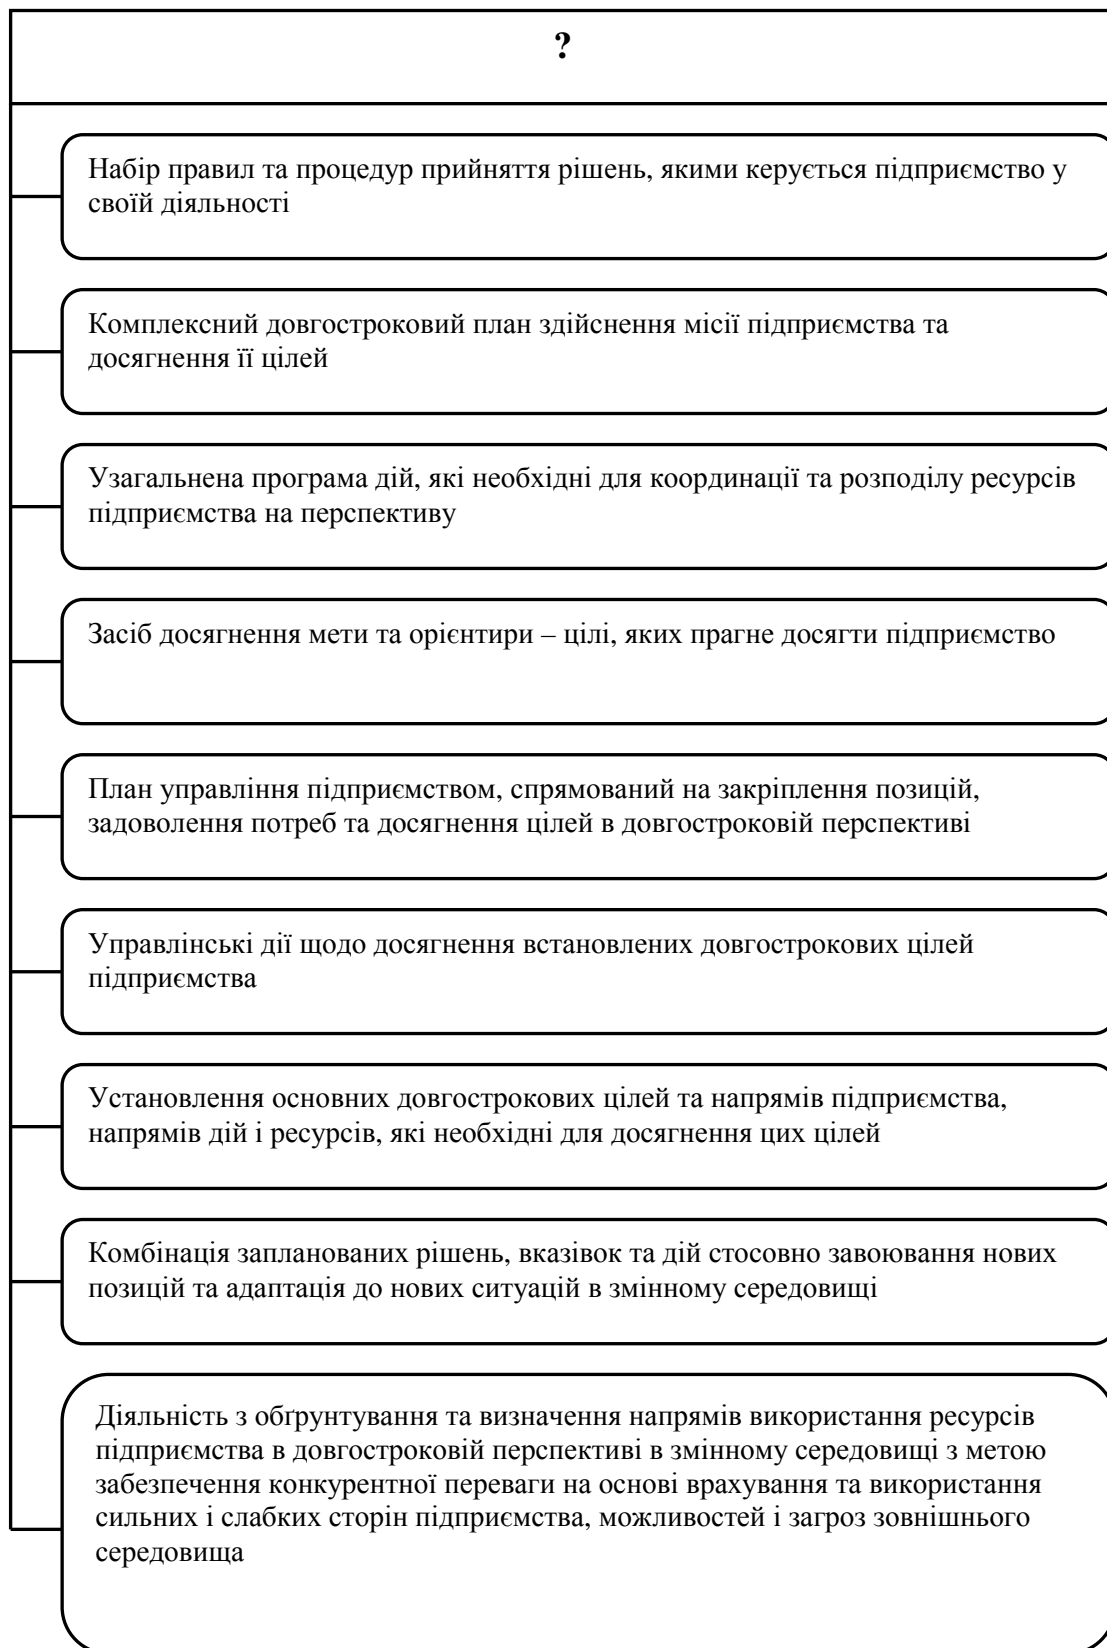 ?
Набір правил та процедур прийняття рішень, якими керується підприємство у
своїй діяльності
Комплексний довгостроковий план здійснення місії підприємства та
досягнення її цілей
Узагальнена програма дій, які необхідні для координації та розподілу ресурсів
підприємства на перспективу
Засіб досягнення мети та орієнтири – цілі, яких прагне досягти підприємство
План управління підприємством, спрямований на закріплення позицій,
задоволення потреб та досягнення цілей в довгостроковій перспективі
Управлінські дії щодо досягнення встановлених довгострокових цілей
підприємства
Установлення основних довгострокових цілей та напрямів підприємства,
напрямів дій і ресурсів, які необхідні для досягнення цих цілей
Комбінація запланованих рішень, вказівок та дій стосовно завоювання нових
позицій та адаптація до нових ситуацій в змінному середовищі
Діяльність з обґрунтування та визначення напрямів використання ресурсів
підприємства в довгостроковій перспективі в змінному середовищі з метою
забезпечення конкурентної переваги на основі врахування та використання
сильних і слабких сторін підприємства, можливостей і загроз зовнішнього
середовища